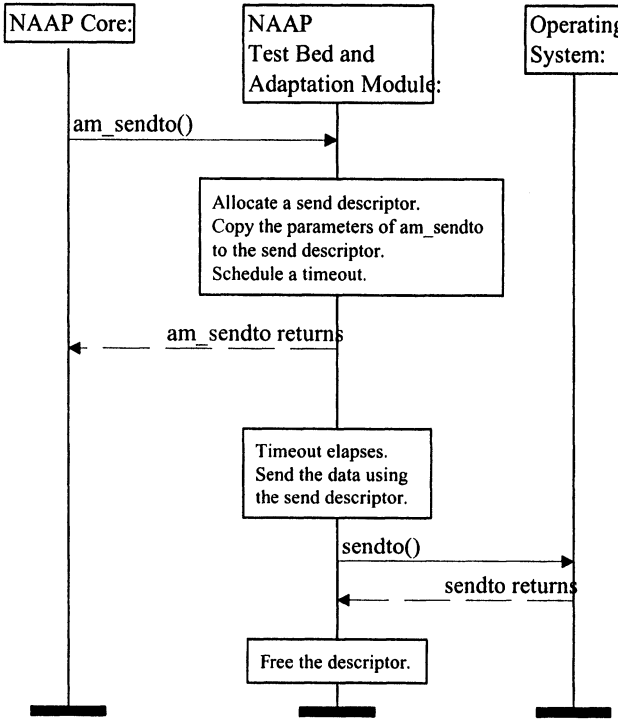 NAAP Core:
NAAP
Test Bed and
Adaptation Module:
Operating
System:
am_sendto()
Allocate a send descriptor.
Copy the parameters of am_sendto
to the send descriptor.
Schedule a timeout.
am_sendto returns
Timeout elapses.
Send the data using
the send descriptor.
sendto()
sendto returns
Free the descriptor.